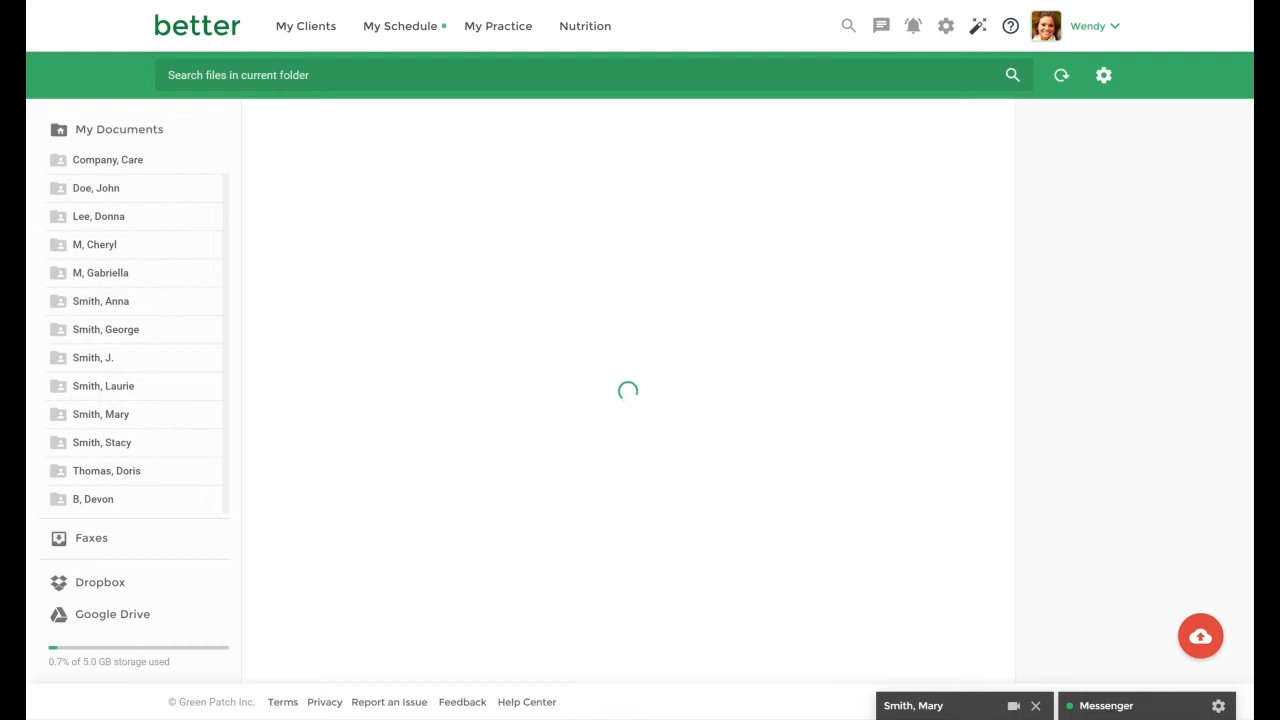 better
My Clients
My Schedule
My Practice
Nutrition
Wendy
Search files in current folder
My Documents
Company, Care
Doe, John
Lee, Donna
M, Cheryl
M, Gabriella
Smith, Anna
Smith, George
Smith, J.
Smith, Laurie
Smith, Mary
Smith, Stacy
Thomas, Doris
B, Devon
Faxes
Dropbox
Google Drive
0.7% of 5.0 GB storage used
© Green Patch Inc.
Terms
Privacy
Report an Issue
Feedback
Help Center
Smith, Mary
Messenger